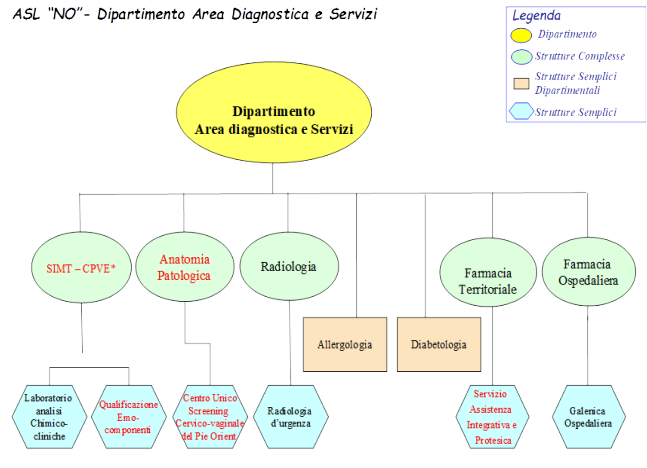 ASL "NO"- Dipartimento Area Diagnostica e Servizi
Legenda
Dipartimento
Strutture Complesse
Strutture Semplici
Dipartimentali
Strutture Semplici
Dipartimento
Area diagnostica e Servizi
SIMT – CPVE*
Anatomia
Patologica
Radiologia
Farmacia
Territoriale
Farmacia
Ospedaliera
Allergologia
Diabetologia
Laboratorio
analisi
Chimico-
cliniche
Qualificazione
Emo-
componenti
Centro Unico
Screening
Cervico-vaginale
del Pie Orient.
Radiologia
d'urgenza
Servizio
Assistenza
Integrativa e
Protesica
Galenica
Ospedaliera